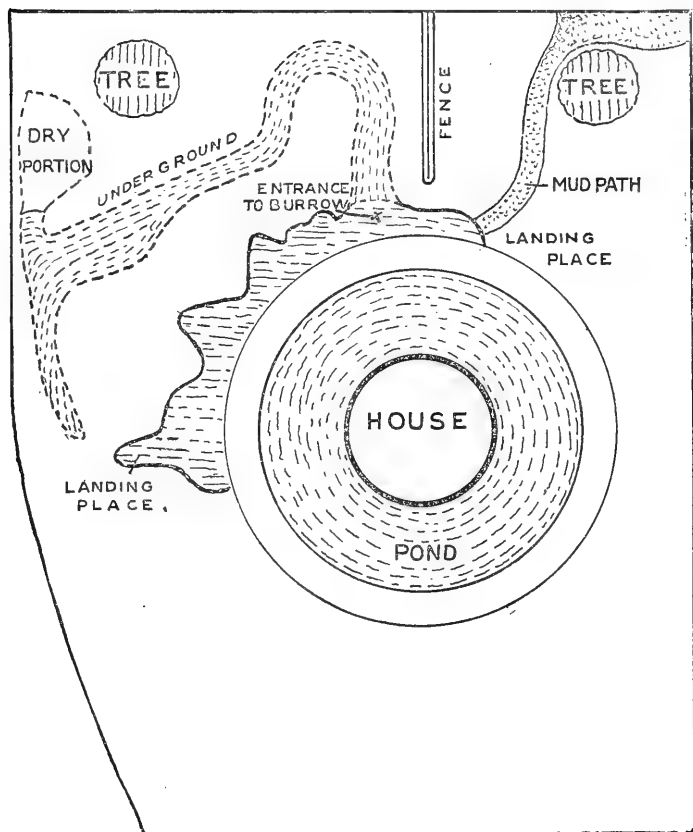 TREE
FENCE
TREE
DRY
PORTION
UNDERGROUND
ENTRANCE
TO BURROW
MUD PATH
LANDING
PLACE
HOUSE
LANDING
PLACE.
POND